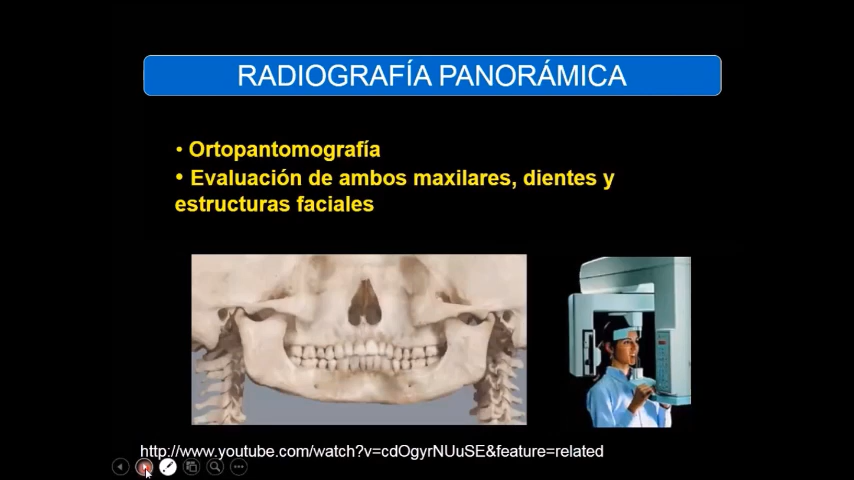 RADIOGRAFÍA PANORÁMICA
• Ortopantomografía
• Evaluación de ambos maxilares, dientes y
estructuras faciales
http://www.youtube.com/watch?v=cdOgyrNUuSE&feature=related